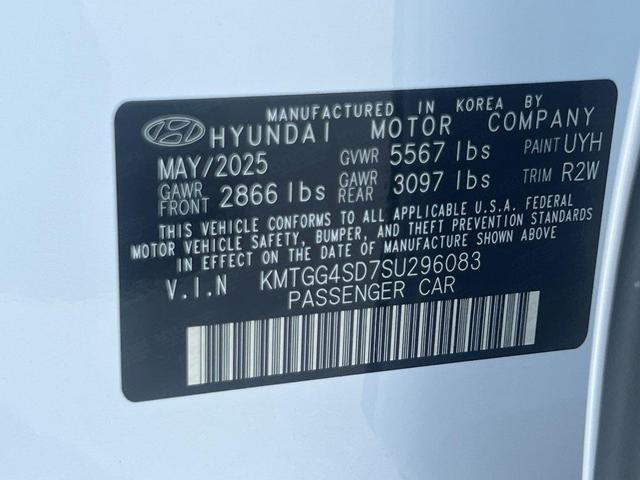 MANUFACTURED IN KOREA BY
HYUNDAI MOTOR COMPANY
MAY/2025 GVWR 5567 lbs PAINT UYH
GAWR FRONT 2866 lbs GAWR REAR 3097 lbs TRIM R2W
THIS VEHICLE CONFORMS TO ALL APPLICABLE U.S.A. FEDERAL
MOTOR VEHICLE SAFETY, BUMPER, AND THEFT PREVENTION STANDARDS
IN EFFECT ON THE DATE OF MANUFACTURE SHOWN ABOVE
V.I.N KMTGG4SD7SU296083
PASSENGER CAR